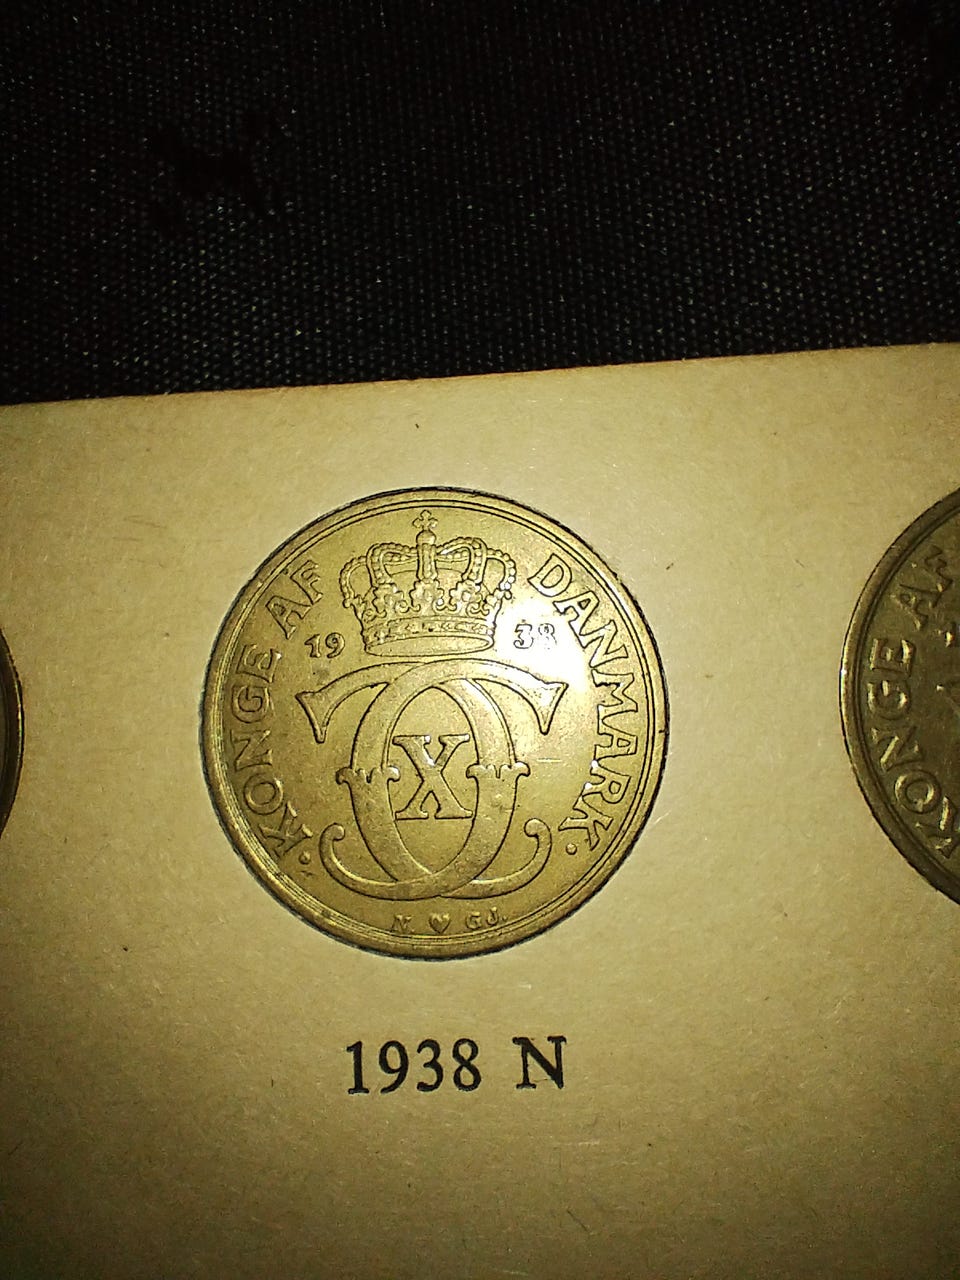 KONGE AF DANMARK
19 38
X
N. ♥ GJ.
1938 N
KONGE AF